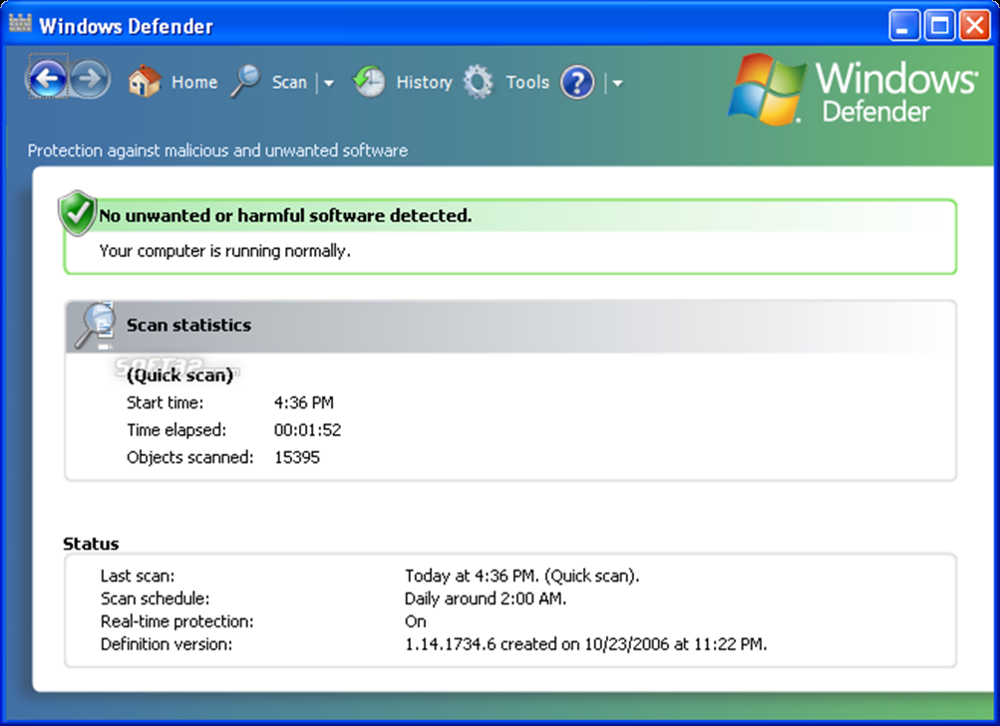 Windows Defender
Home Scan History Tools ?
Windows
Defender
Protection against malicious and unwanted software
No unwanted or harmful software detected.
Your computer is running normally.
Scan statistics
SOFT32.com
(Quick scan)
Start time: 4:36 PM
Time elapsed: 00:01:52
Objects scanned: 15395
Status
Last scan: Today at 4:36 PM. (Quick scan).
Scan schedule: Daily around 2:00 AM.
Real-time protection: On
Definition version: 1.14.1734.6 created on 10/23/2006 at 11:22 PM.